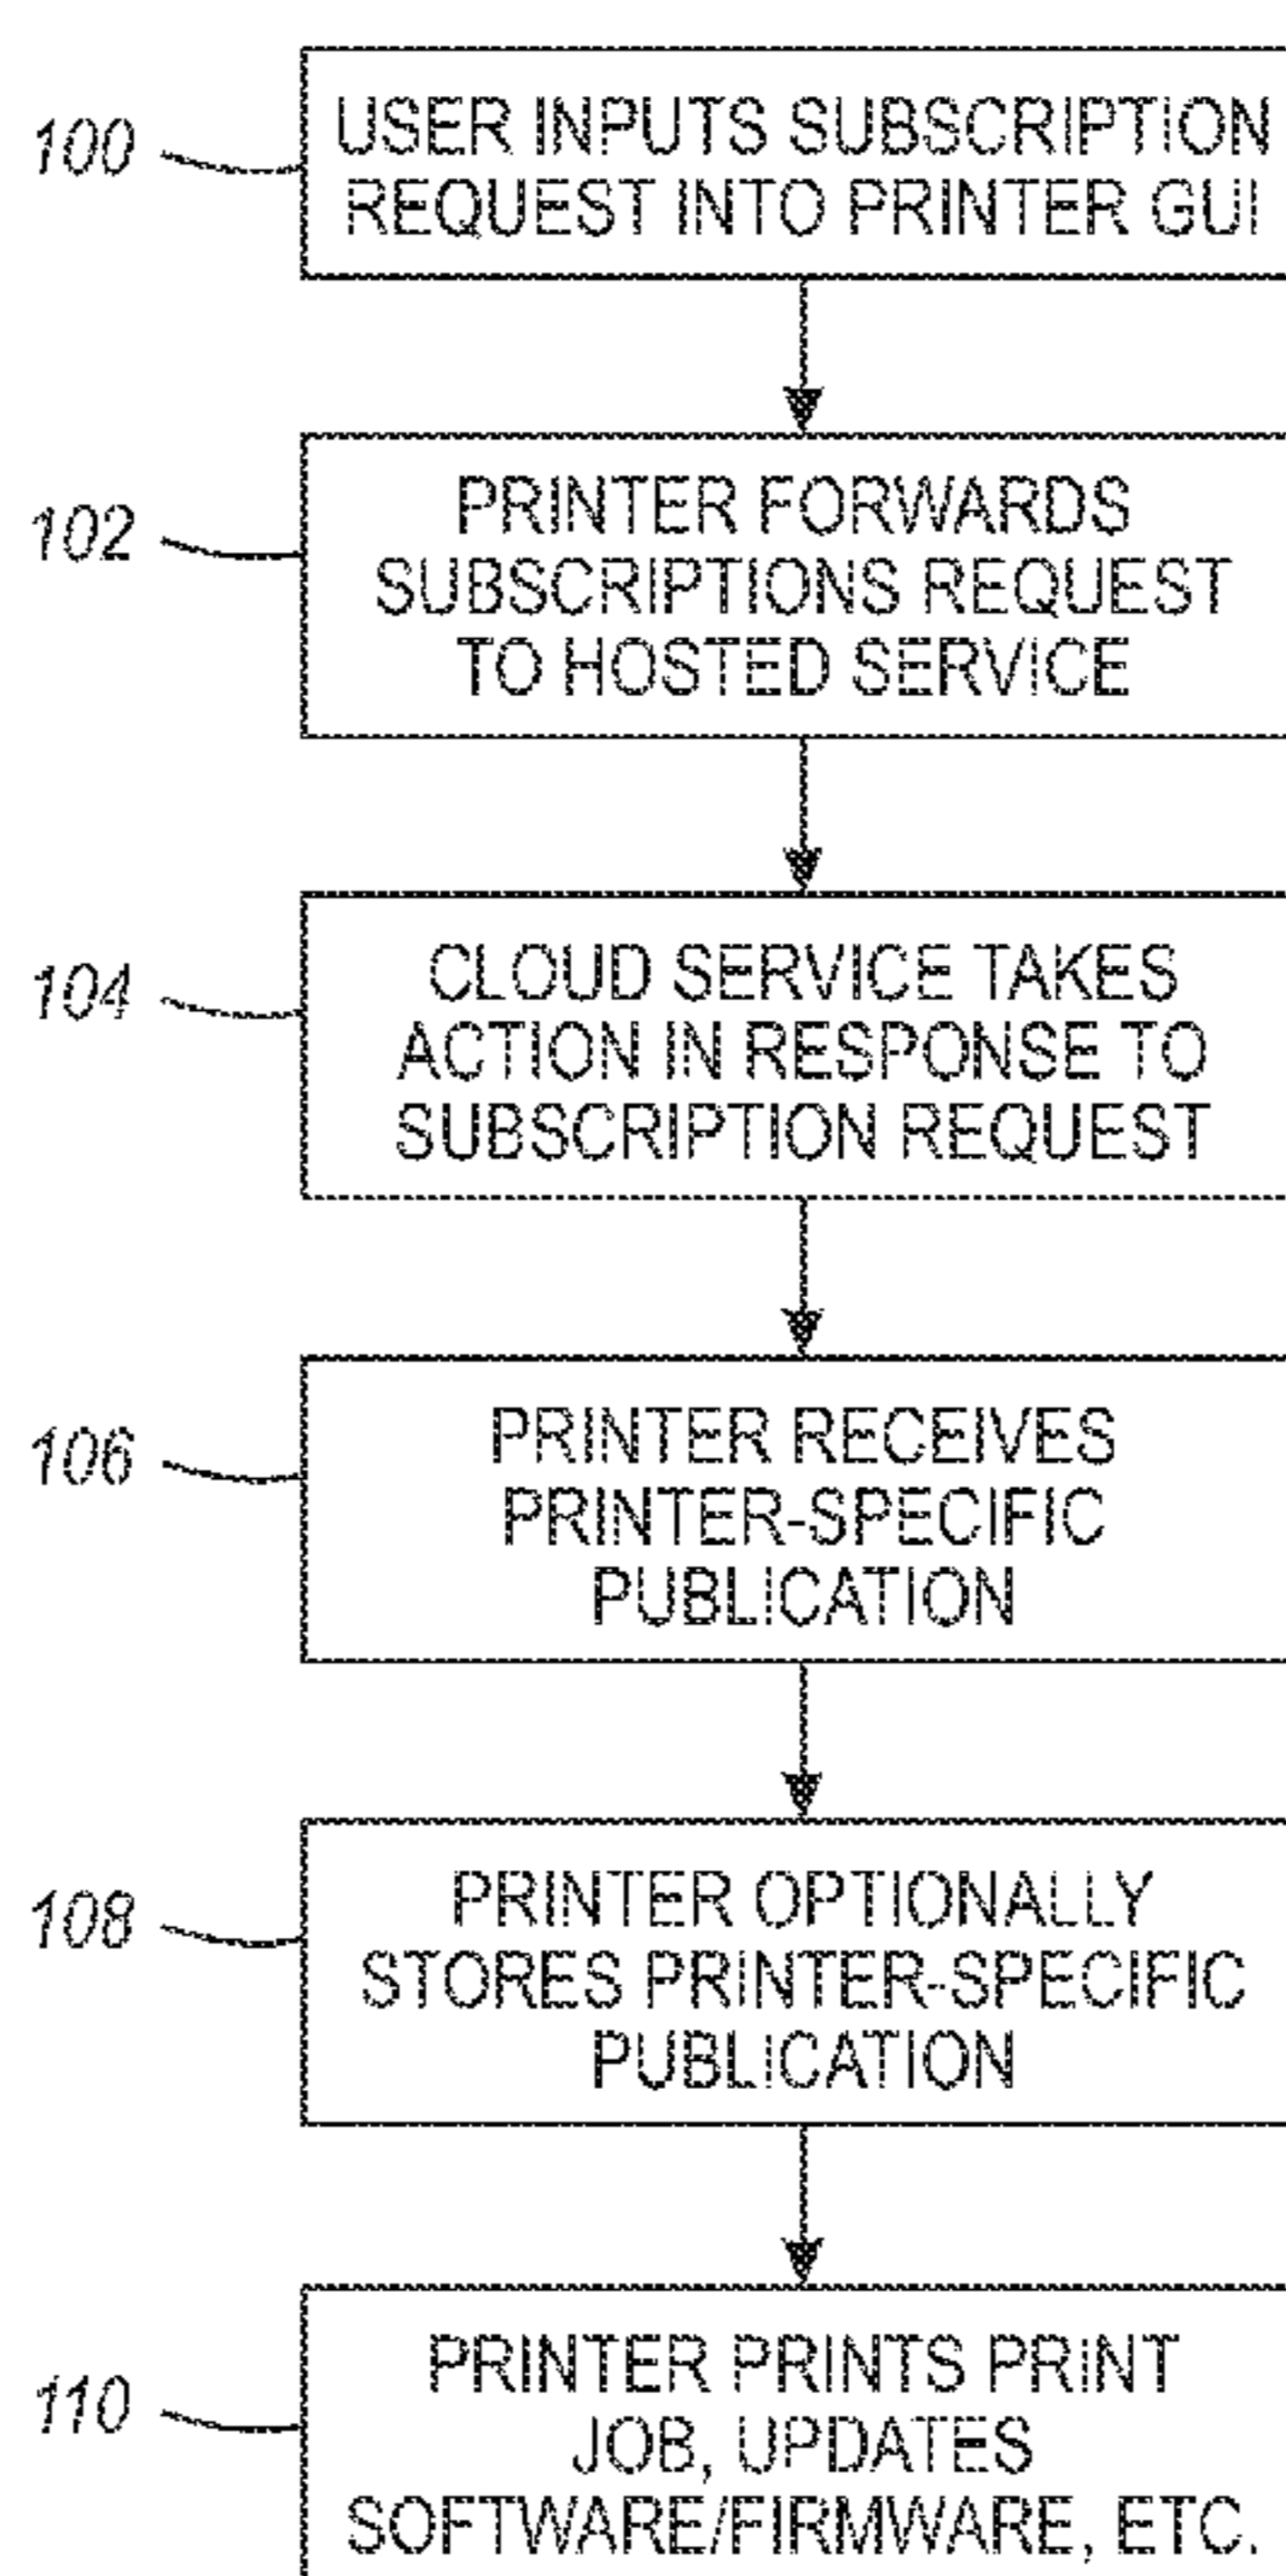 100
USER INPUTS SUBSCRIPTION
REQUEST INTO PRINTER GUI
102
PRINTER FORWARDS
SUBSCRIPTIONS REQUEST
TO HOSTED SERVICE
104
CLOUD SERVICE TAKES
ACTION IN RESPONSE TO
SUBSCRIPTION REQUEST
106
PRINTER RECEIVES
PRINTER-SPECIFIC
PUBLICATION
108
PRINTER OPTIONALLY
STORES PRINTER-SPECIFIC
PUBLICATION
110
PRINTER PRINTS PRINT
JOB, UPDATES
SOFTWARE/FIRMWARE, ETC.